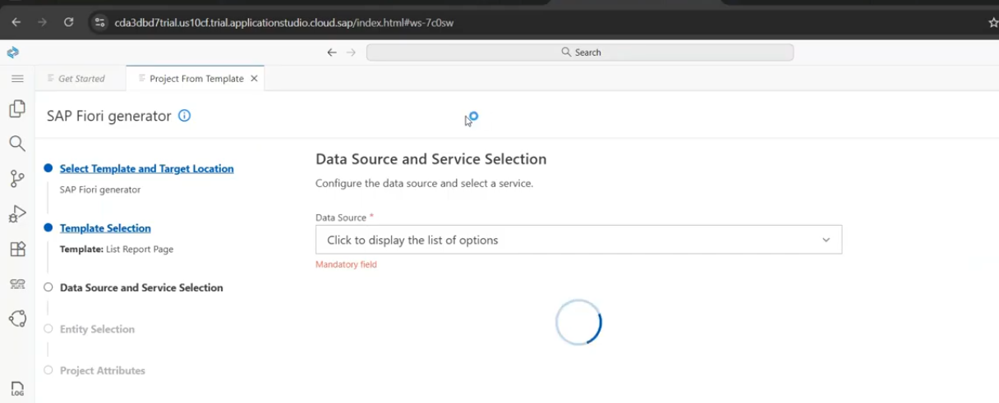 cda3dbd7trial.us10cf.trial.applicationstudio.cloud.sap/index.html#ws-7c0sw
Search
Get Started
Project From Template
SAP Fiori generator
Select Template and Target Location
SAP Fiori generator
Template Selection
Template: List Report Page
Data Source and Service Selection
Entity Selection
Project Attributes
Data Source and Service Selection
Configure the data source and select a service.
Data Source *
Click to display the list of options
Mandatory field
LOG